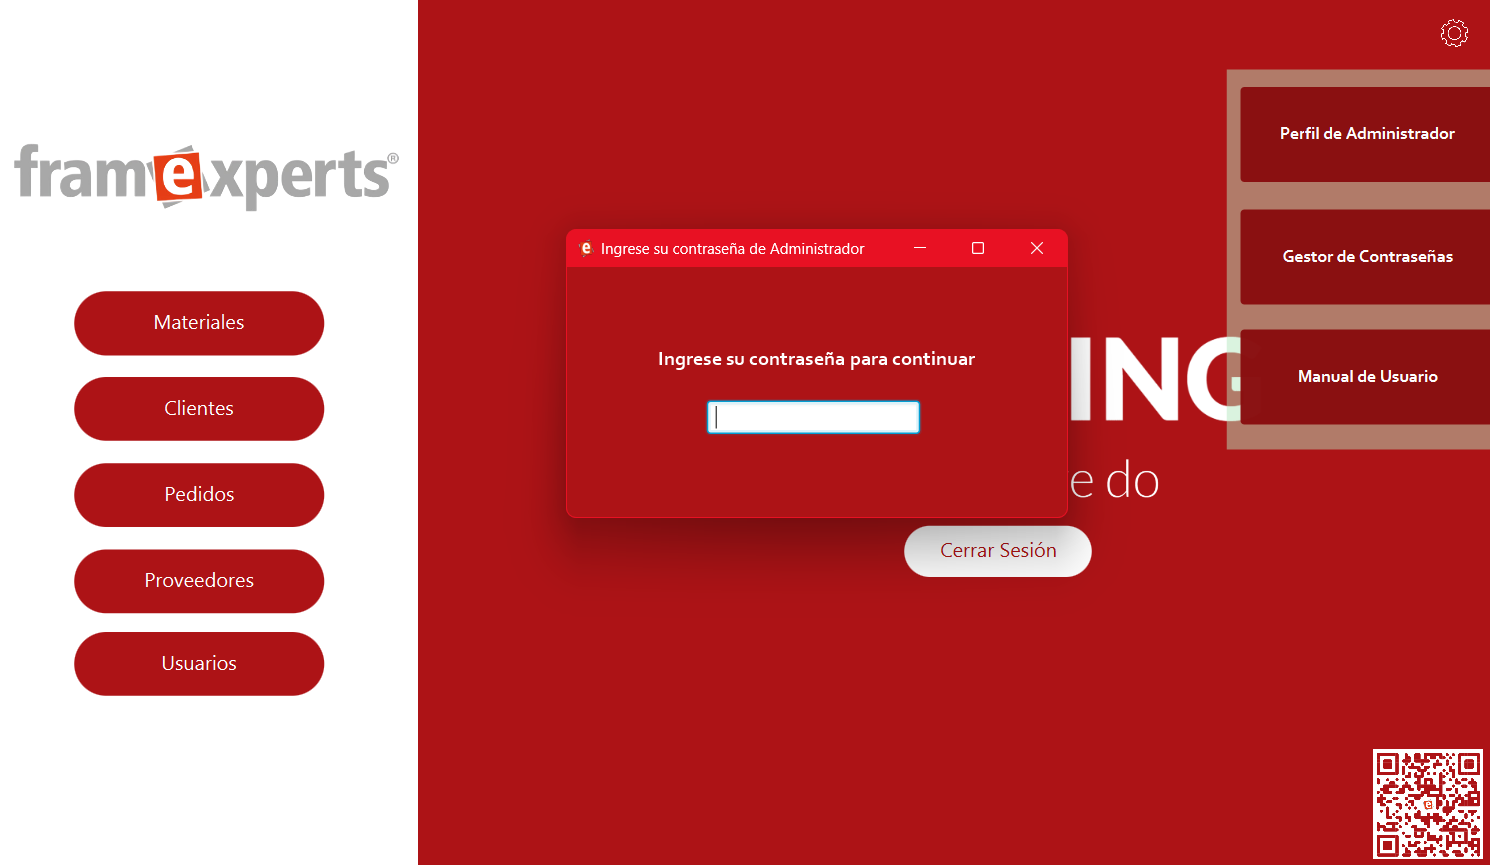 framexperts®
Materiales
Clientes
Pedidos
Proveedores
Usuarios
Perfil de Administrador
Gestor de Contraseñas
Manual de Usuario
Ingrese su contraseña de Administrador
Ingrese su contraseña para continuar
ING
e do
Cerrar Sesión